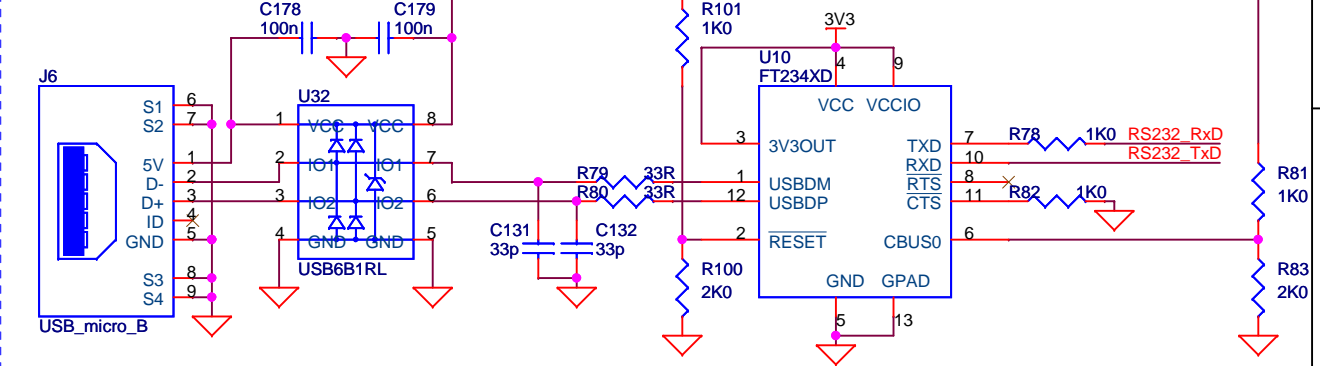 C178
100n
C179
100n
R101
1K0
3V3
U10
FT234XD
4
9
VCC
VCCIO
J6
S1
6
S2
7
5V
1
D-
2
D+
3
ID
4
GND
5
S3
8
S4
9
USB_micro_B
U32
1
VCC
VCC
8
2
IO1
IO1
7
3
IO2
IO2
6
4
GND
GND
5
USB6B1RL
R79
33R
R80
33R
C131
33p
C132
33p
3
3V3OUT
1
USBDM
12
USBDP
2
RESET
TXD
7
RXD
10
RTS
8
CTS
11
CBUS0
6
GND
GPAD
5
13
R78
1K0
RS232_RxD
RS232_TxD
R82
1K0
R100
2K0
R81
1K0
R83
2K0